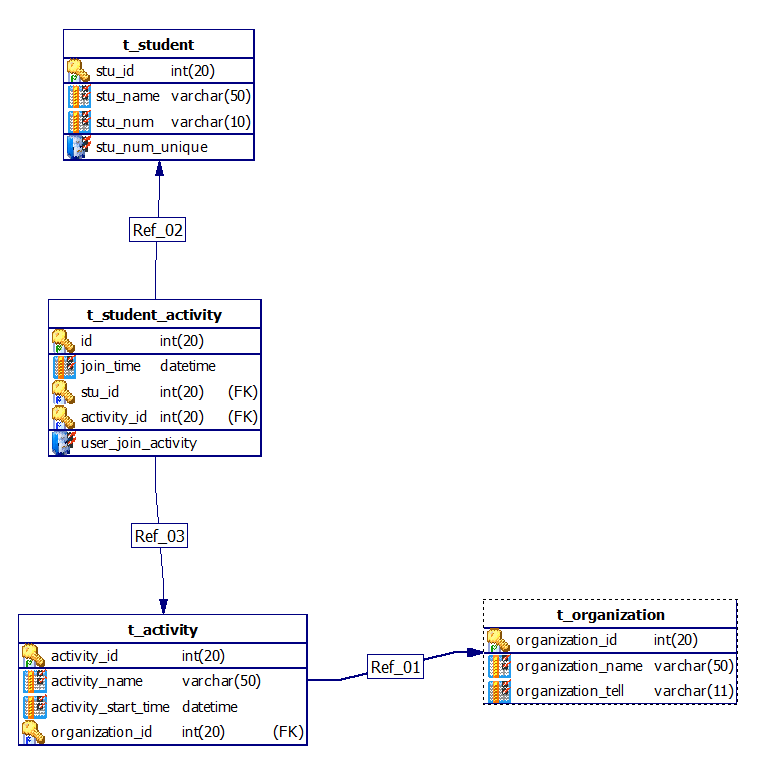 t_student
stu_id int(20)
stu_name varchar(50)
stu_num varchar(10)
stu_num_unique
Ref_02
t_student_activity
id int(20)
join_time datetime
stu_id int(20) (FK)
activity_id int(20) (FK)
user_join_activity
Ref_03
t_activity
activity_id int(20)
activity_name varchar(50)
activity_start_time datetime
organization_id int(20) (FK)
Ref_01
t_organization
organization_id int(20)
organization_name varchar(50)
organization_tell varchar(11)